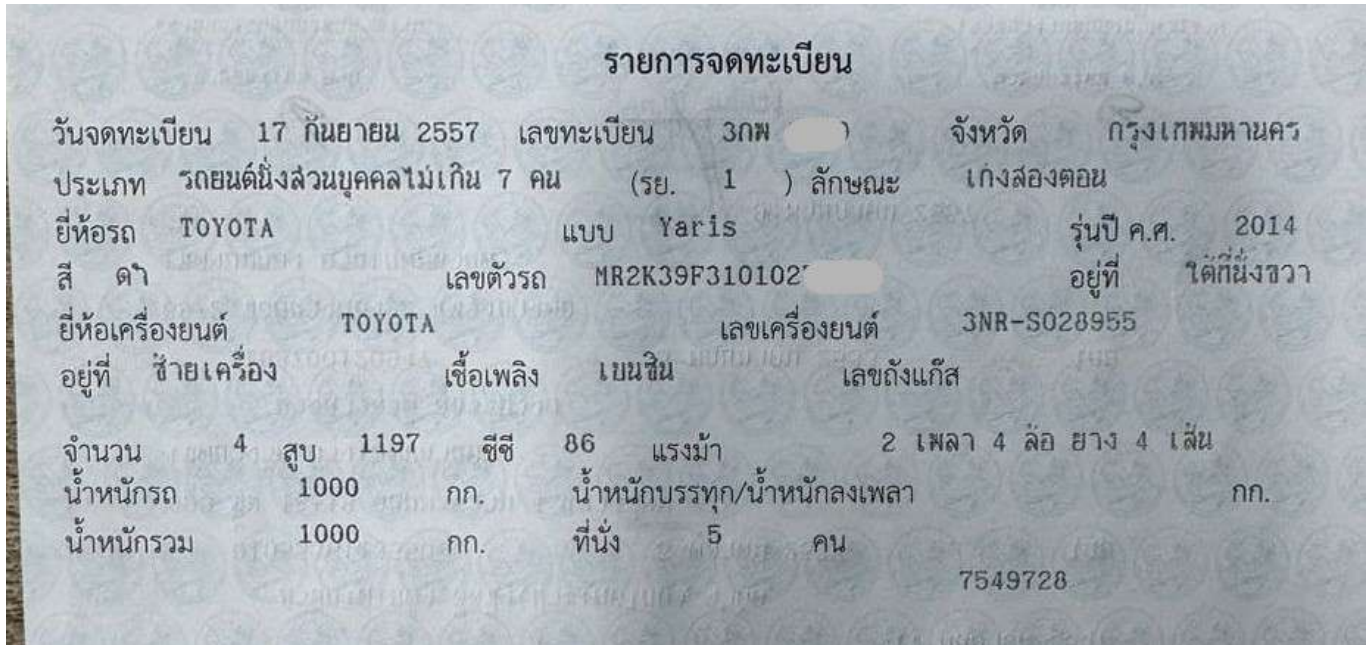 รายการจดทะเบียน
วันจดทะเบียน 17 กันยายน 2557 เลขทะเบียน 3กพ จังหวัด กรุงเทพมหานคร
ประเภท รถยนต์นั่งส่วนบุคคลไม่เกิน 7 คน (รย. 1 ) ลักษณะ เก๋งสองตอน
ยี่ห้อรถ TOYOTA แบบ Yaris รุ่นปี ค.ศ. 2014
สี ดำ เลขตัวรถ MR2K39F3101027 อยู่ที่ ใต้ที่นั่งขวา
ยี่ห้อเครื่องยนต์ TOYOTA เลขเครื่องยนต์ 3NR-S028955
อยู่ที่ ซ้ายเครื่อง เชื้อเพลิง เบนซิน เลขถังแก๊ส
จำนวน 4 สูบ 1197 ซีซี 86 แรงม้า 2 เพลา 4 ล้อ ยาง 4 เส้น
น้ำหนักรถ 1000 กก. น้ำหนักบรรทุก/น้ำหนักลงเพลา กก.
น้ำหนักรวม 1000 กก. ที่นั่ง 5 คน
7549728